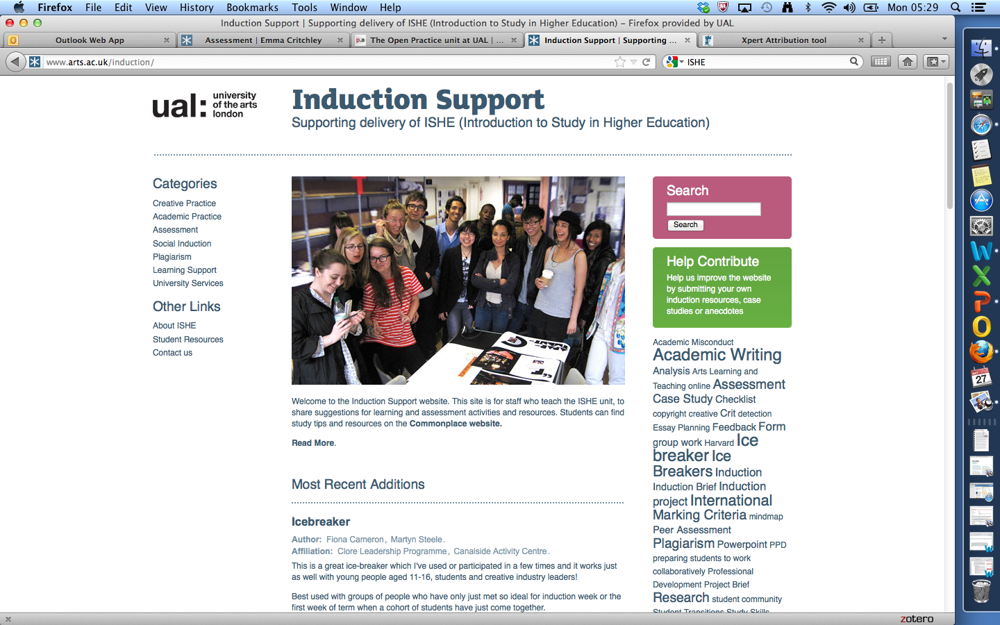 Firefox File Edit View History Bookmarks Tools Window Help Mon 05:29
Induction Support | Supporting delivery of ISHE (Introduction to Study in Higher Education) – Firefox provided by UAL
Outlook Web App
Assessment | Emma Critchley
p.a The Open Practice unit at UAL | ...
Induction Support | Supporting ...
Xpert Attribution tool
www.arts.ac.uk/induction/
ISHE
ual:
university
of the arts
london
Induction Support
Supporting delivery of ISHE (Introduction to Study in Higher Education)
Categories
Creative Practice
Academic Practice
Assessment
Social Induction
Plagiarism
Learning Support
University Services
Other Links
About ISHE
Student Resources
Contact us
Welcome to the Induction Support website. This site is for staff who teach the ISHE unit, to
share suggestions for learning and assessment activities and resources. Students can find
study tips and resources on the Commonplace website.
Read More.
Most Recent Additions
Icebreaker
Author: Fiona Cameron, Martyn Steele.
Affiliation: Clore Leadership Programme, Canalside Activity Centre.
This is a great ice-breaker which I've used or participated in a few times and it works just
as well with young people aged 11-16, students and creative industry leaders!
Best used with groups of people who have only just met so ideal for induction week or the
first week of term when a cohort of students have just come together.
Search
Search
Help Contribute
Help us improve the website
by submitting your own
induction resources, case
studies or anecdotes
Academic Misconduct
Academic Writing
Analysis Arts Learning and
Teaching online Assessment
Case Study Checklist
copyright creative Crit detection
Essay Planning Feedback Form
group work Harvard Ice
breaker Ice
Breakers Induction
Induction Brief Induction
project International
Marking Criteria mindmap
Peer Assessment
Plagiarism Powerpoint PPD
preparing students to work
collaboratively Professional
Development Project Brief
Research student community
Student Transitions Study Skills
zotero
MAY
27